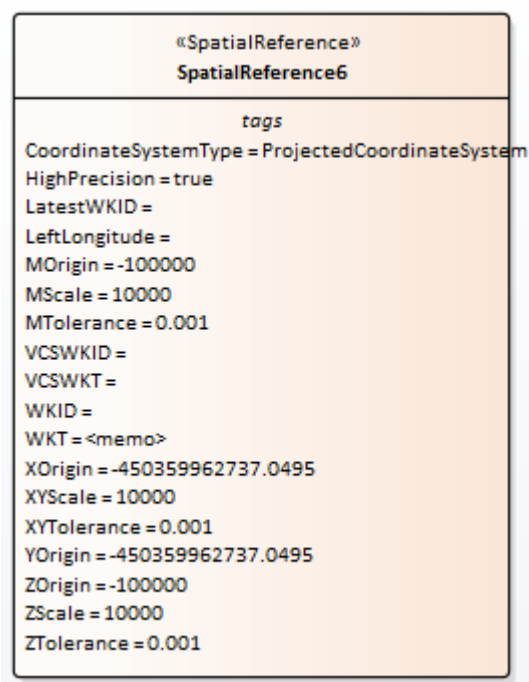 «SpatialReference»
SpatialReference6
tags
CoordinateSystemType = ProjectedCoordinateSystem
HighPrecision = true
LatestWKID =
LeftLongitude =
MOrigin = -100000
MScale = 10000
MTolerance = 0.001
VCSWKID =
VCSWKT =
WKID =
WKT = <memo>
XOrigin = -450359962737.0495
XYScale = 10000
XYTolerance = 0.001
YOrigin = -450359962737.0495
ZOrigin = -100000
ZScale = 10000
ZTolerance = 0.001